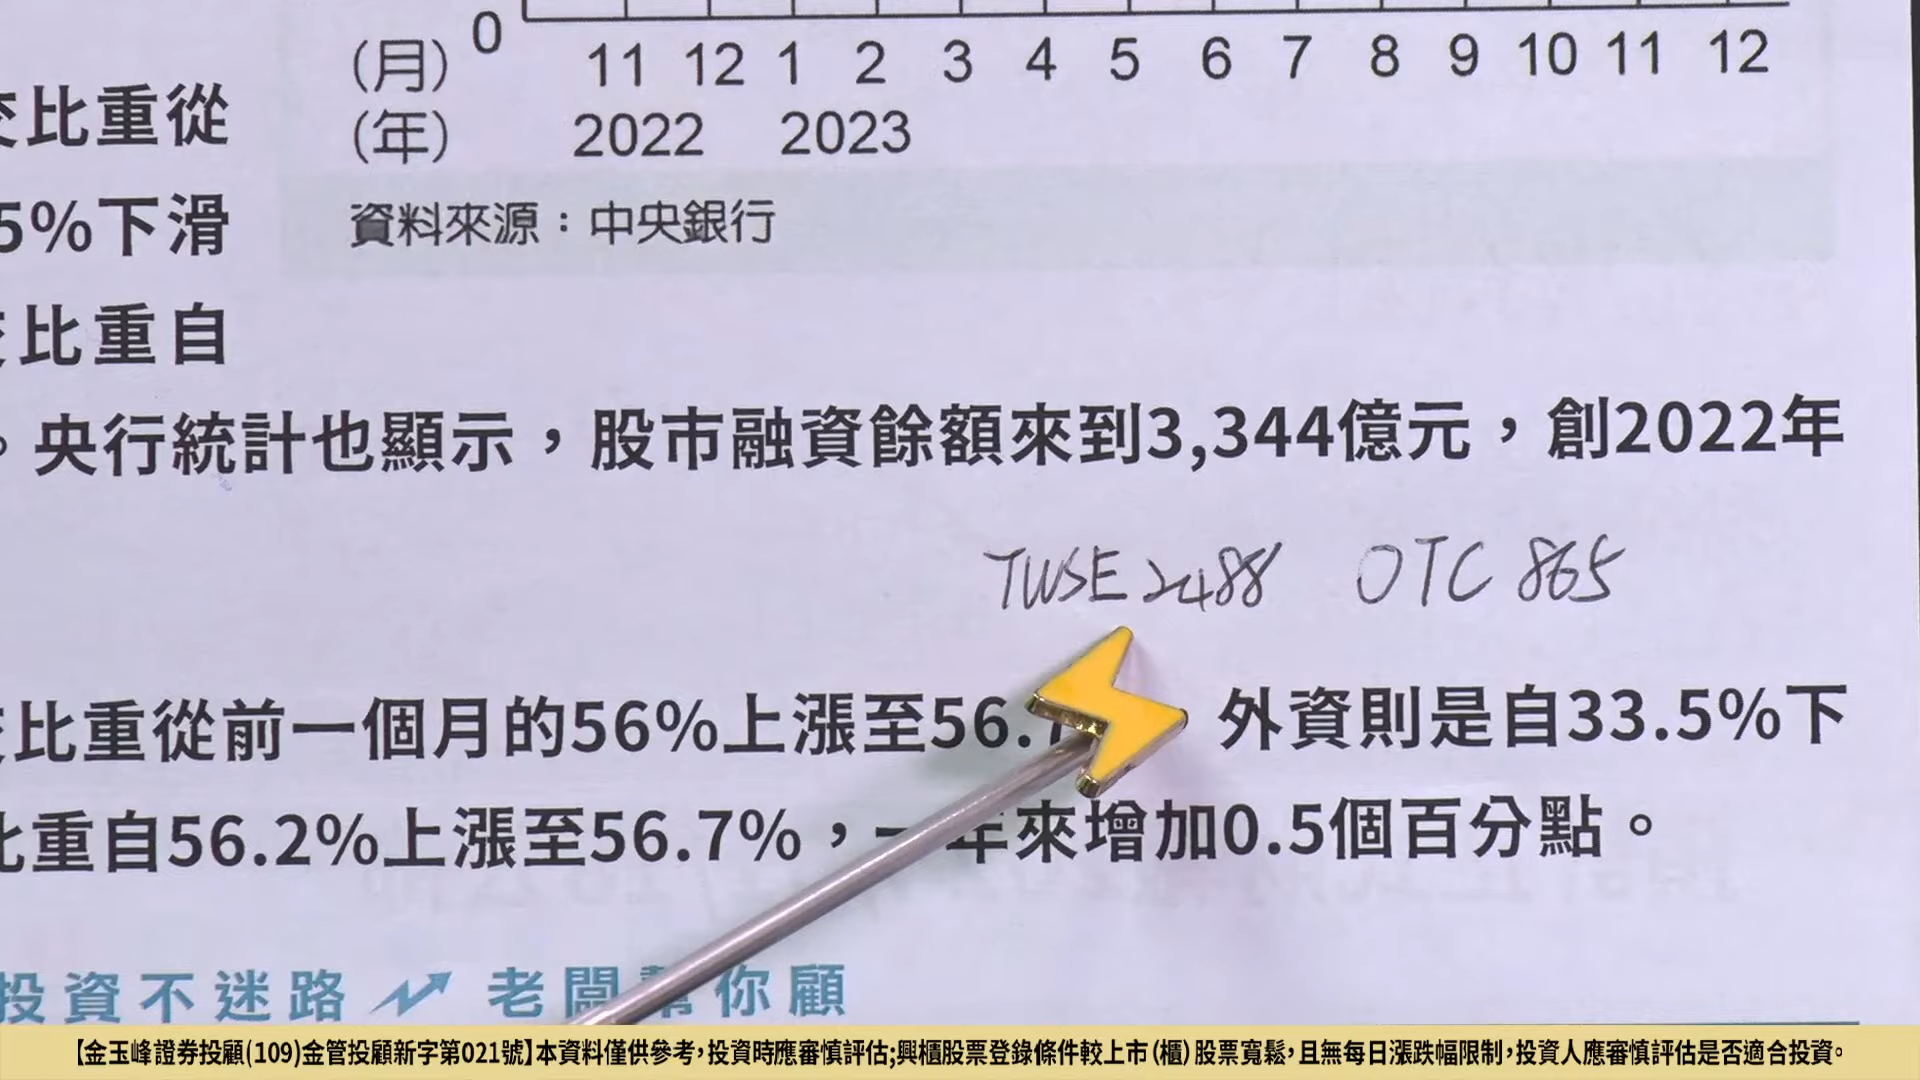 0
(月) 11 12 1 2 3 4 5 6 7 8 9 10 11 12
(年) 2022 2023
資料來源：中央銀行
比重從
5%下滑
比重自
。央行統計也顯示，股市融資餘額來到3,344億元，創2022年
TWSE 2488 OTC 865
比重從前一個月的56%上漲至56. 外資則是自33.5%下
比重自56.2%上漲至56.7%，年來增加0.5個百分點。
投資不迷路 老闆幫你顧
【金玉峰證券投顧(109)金管投顧新字第021號】本資料僅供參考，投資時應審慎評估；興櫃股票登錄條件較上市(櫃)股票寬鬆，且無每日漲跌幅限制，投資人應審慎評估是否適合投資。